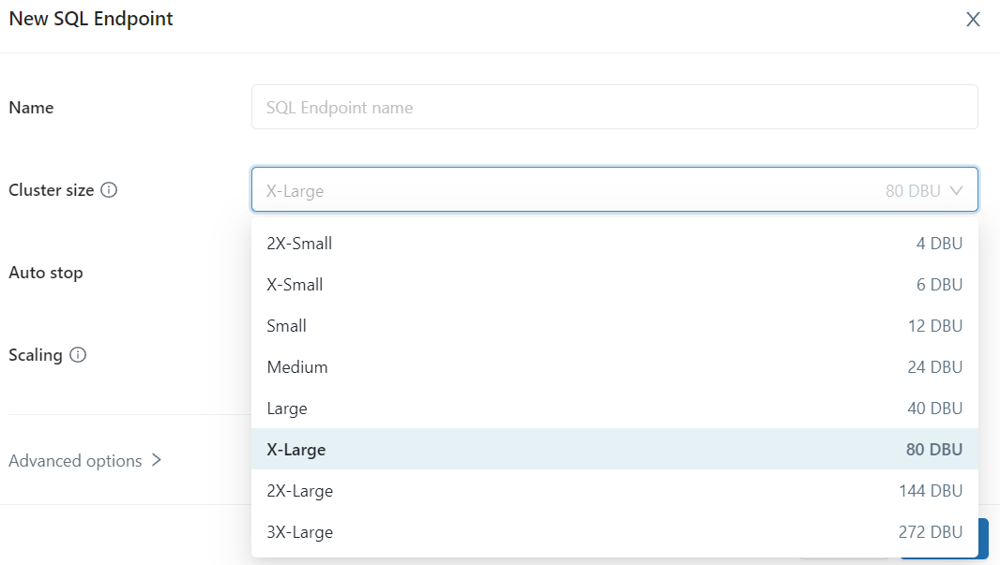 New SQL Endpoint
Name
SQL Endpoint name
Cluster size
X-Large 80 DBU
2X-Small 4 DBU
Auto stop
X-Small 6 DBU
Small 12 DBU
Scaling
Medium 24 DBU
Large 40 DBU
X-Large 80 DBU
Advanced options
2X-Large 144 DBU
3X-Large 272 DBU